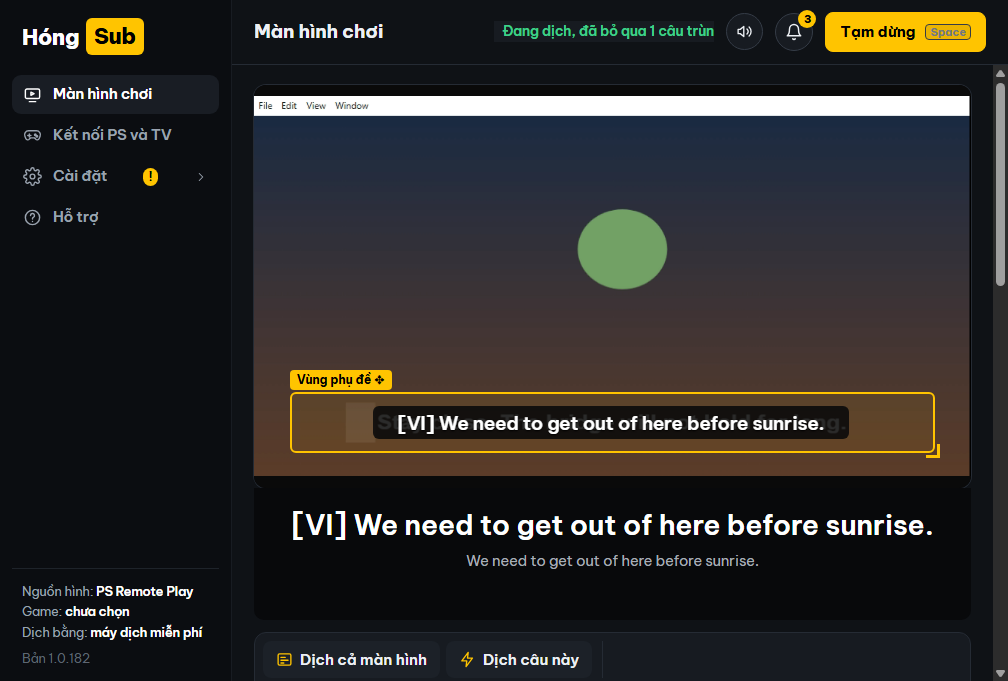 Hóng Sub
Màn hình chơi
Kết nối PS và TV
Cài đặt
!
Hỗ trợ
Nguồn hình: PS Remote Play
Game: chưa chọn
Dịch bằng: máy dịch miễn phí
Bản 1.0.182
Màn hình chơi
Đang dịch, đã bỏ qua 1 câu trùn
3
Tạm dừng Space
File Edit View Window
Vùng phụ đề
[VI] We need to get out of here before sunrise.
[VI] We need to get out of here before sunrise.
We need to get out of here before sunrise.
Dịch cả màn hình
Dịch câu này